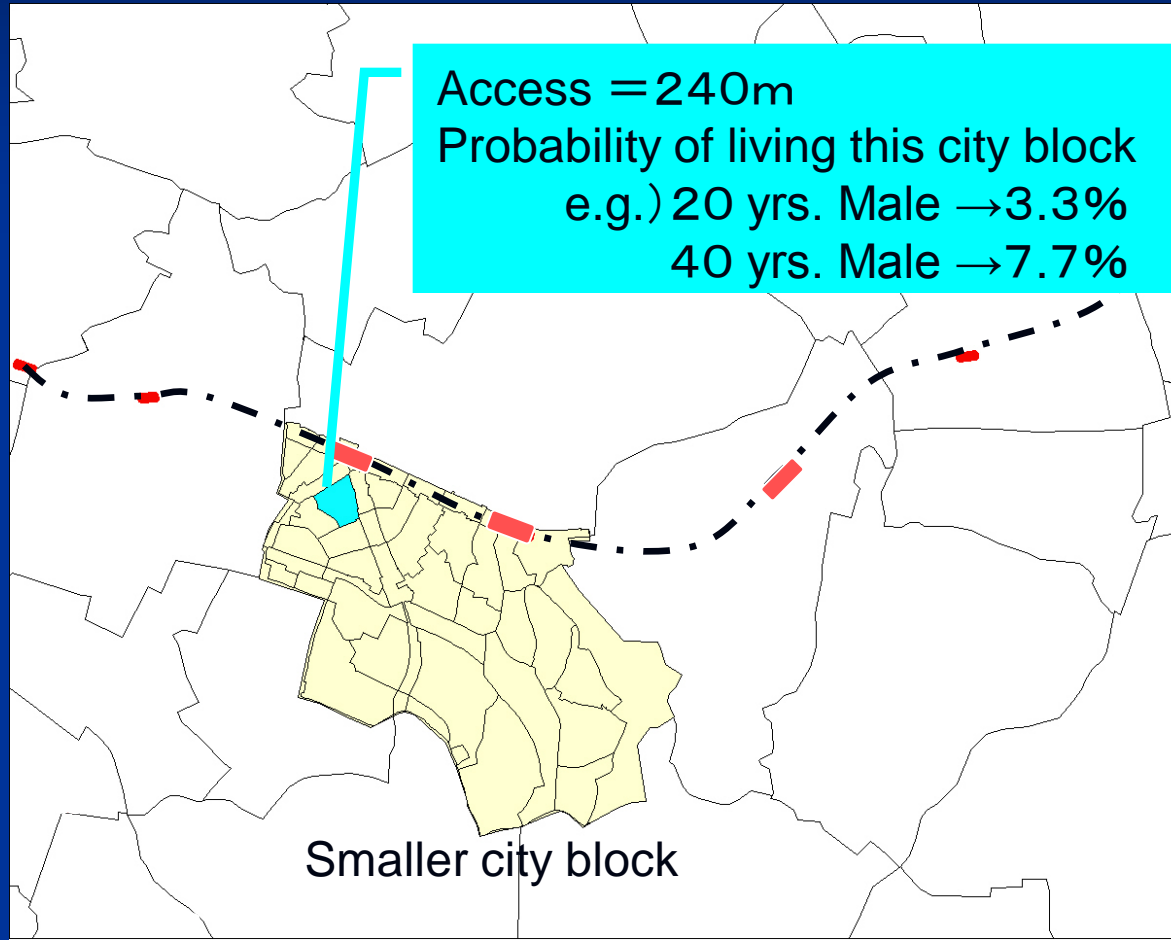 Access ＝240m
Probability of living this city block
e.g.）20 yrs. Male →3.3%
40 yrs. Male →7.7%
Smaller city block